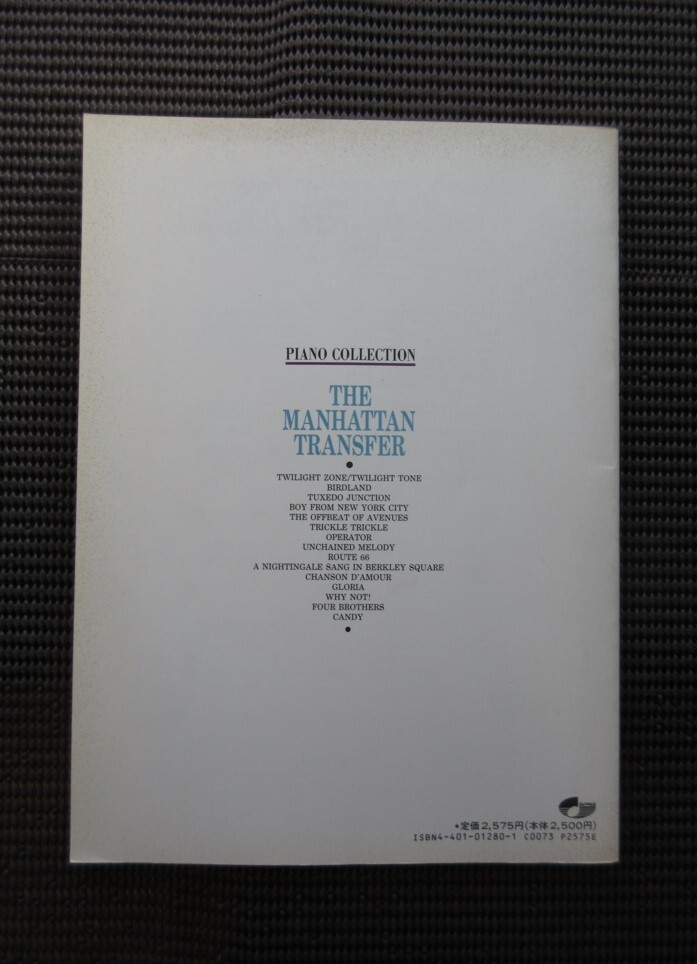 PIANO COLLECTION
THE
MANHATTAN
TRANSFER
●
TWILIGHT ZONE/TWILIGHT TONE
BIRDLAND
TUXEDO JUNCTION
BOY FROM NEW YORK CITY
THE OFFBEAT OF AVENUES
TRICKLE TRICKLE
OPERATOR
UNCHAINED MELODY
ROUTE 66
A NIGHTINGALE SANG IN BERKLEY SQUARE
CHANSON D'AMOUR
GLORIA
WHY NOT!
FOUR BROTHERS
CANDY
●
•定価2,575円(本体2,500円)
ISBN4-401-01280-1 C0073 P2575E